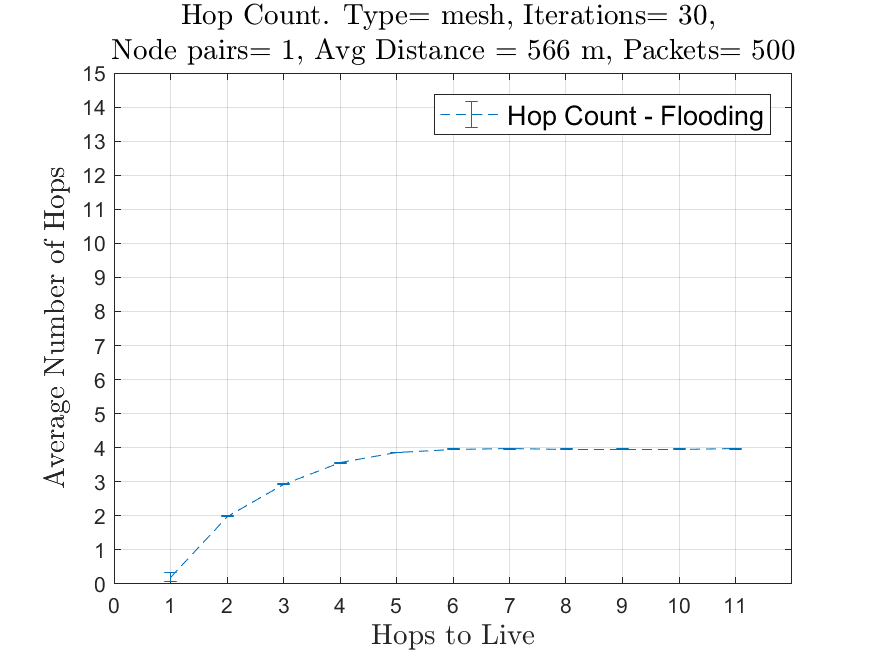 Hop Count. Type= mesh, Iterations= 30,
Node pairs= 1, Avg Distance = 566 m, Packets= 500
Hop Count - Flooding
Average Number of Hops
15
14
13
12
11
10
9
8
7
6
5
4
3
2
1
0
0 1 2 3 4 5 6 7 8 9 10 11
Hops to Live